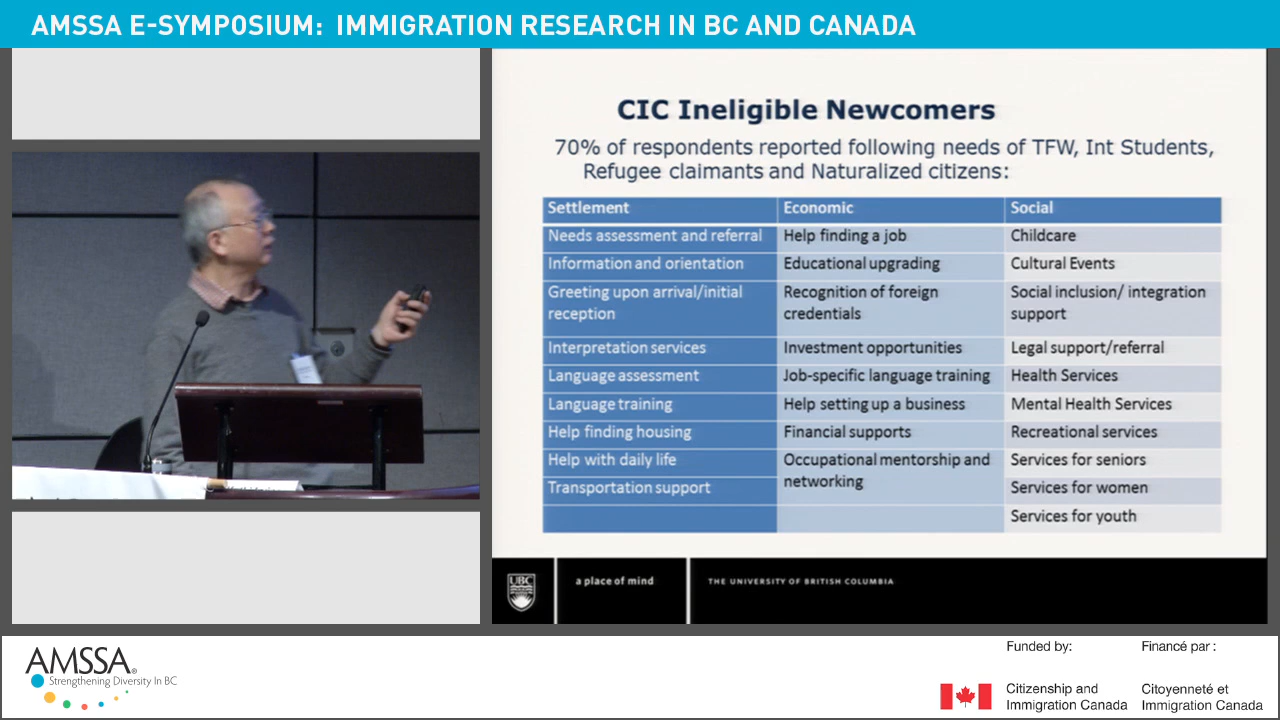 AMSSA E-SYMPOSIUM: IMMIGRATION RESEARCH IN BC AND CANADA
CIC Ineligible Newcomers
70% of respondents reported following needs of TFW, Int Students,
Refugee claimants and Naturalized citizens:
Settlement Economic Social
Needs assessment and referral Help finding a job Childcare
Information and orientation Educational upgrading Cultural Events
Greeting upon arrival/initial Recognition of foreign Social inclusion/ integration
reception credentials support
Interpretation services Investment opportunities Legal support/referral
Language assessment Job-specific language training Health Services
Language training Help setting up a business Mental Health Services
Help finding housing Financial supports Recreational services
Help with daily life Occupational mentorship and Services for seniors
networking
Transportation support Services for women
Services for youth
UBC a place of mind THE UNIVERSITY OF BRITISH COLUMBIA
AMSSA®
Strengthening Diversity In BC
Funded by: Financé par :
Citizenship and Citoyenneté et
Immigration Canada Immigration Canada